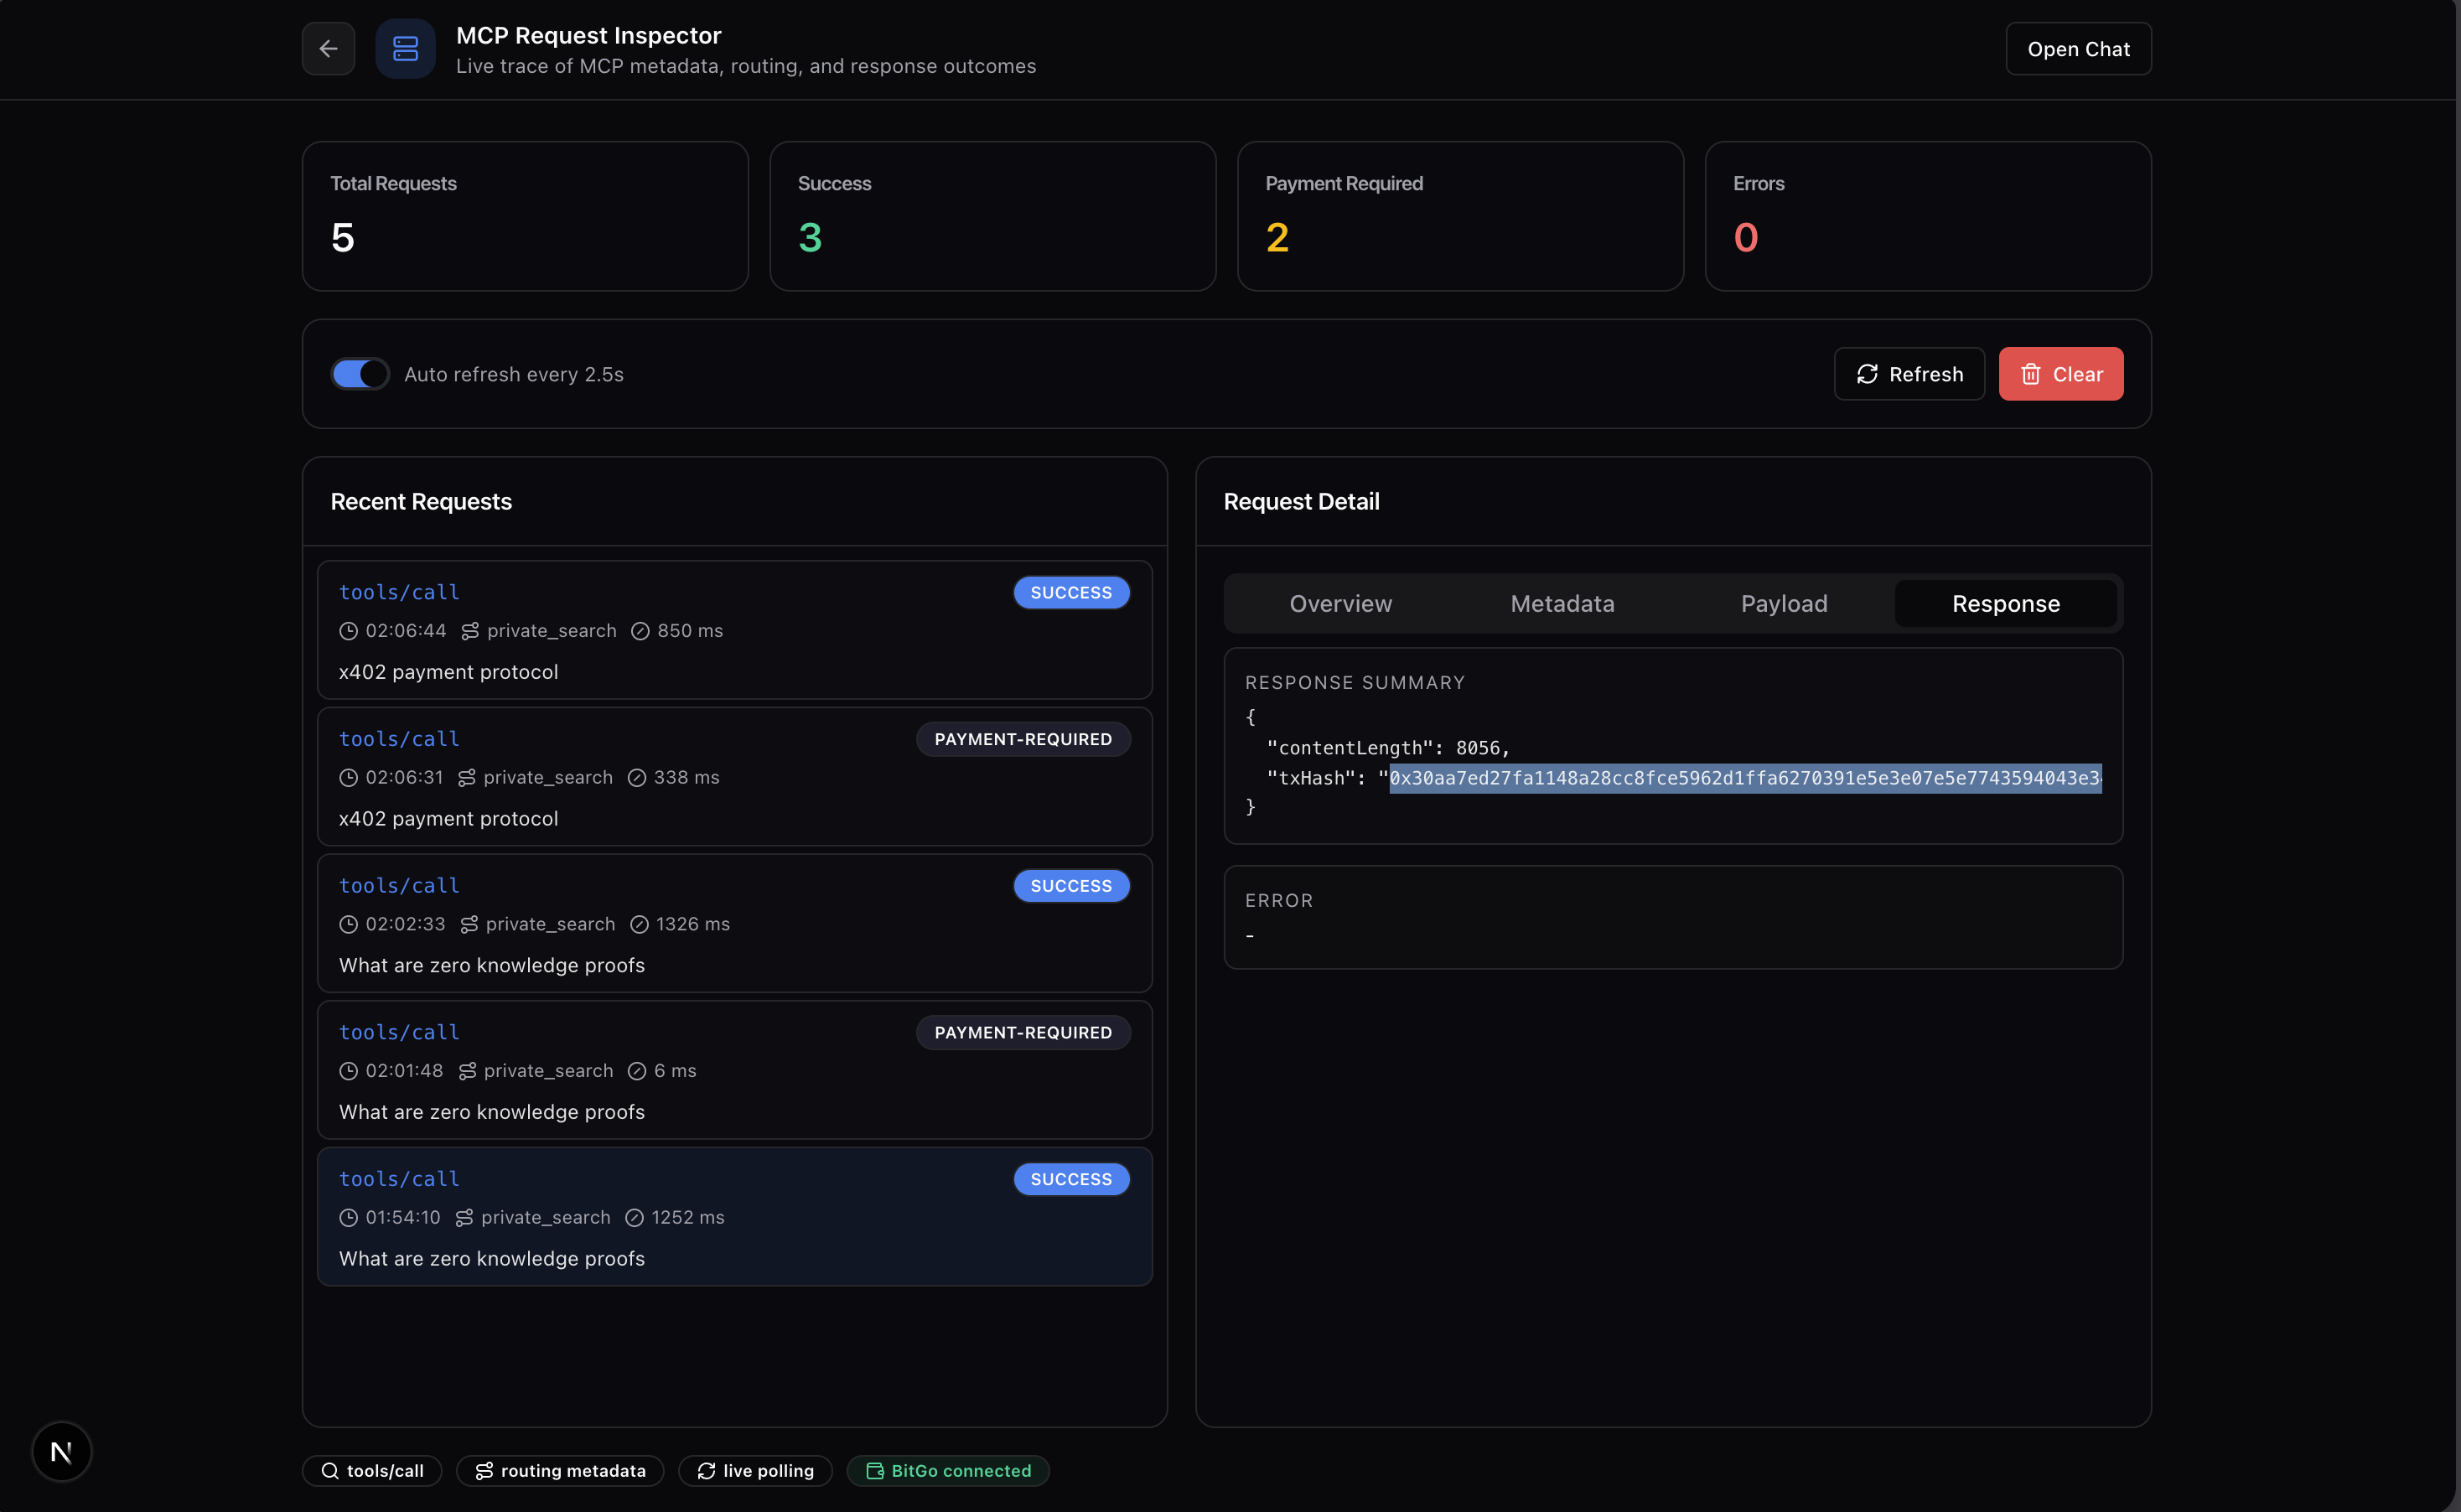 MCP Request Inspector
Live trace of MCP metadata, routing, and response outcomes
Open Chat
Total Requests
5
Success
3
Payment Required
2
Errors
0
Auto refresh every 2.5s
Refresh
Clear
Recent Requests
tools/call
SUCCESS
02:06:44 private_search 850 ms
x402 payment protocol
tools/call
PAYMENT-REQUIRED
02:06:31 private_search 338 ms
x402 payment protocol
tools/call
SUCCESS
02:02:33 private_search 1326 ms
What are zero knowledge proofs
tools/call
PAYMENT-REQUIRED
02:01:48 private_search 6 ms
What are zero knowledge proofs
tools/call
SUCCESS
01:54:10 private_search 1252 ms
What are zero knowledge proofs
Request Detail
Overview Metadata Payload Response
RESPONSE SUMMARY
{
"contentLength": 8056,
"txHash": "0x30aa7ed27fa1148a28cc8fce5962d1ffa6270391e5e3e07e5e7743594043e3
}
ERROR
-
N
tools/call
routing metadata
live polling
BitGo connected